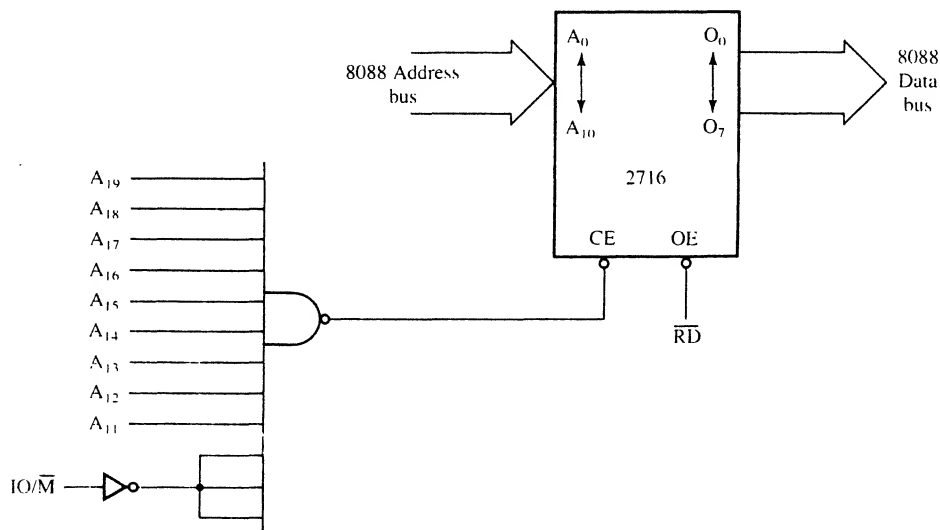 8088 Address
bus
A₀
A₁₀
O₀
O₇
2716
CE
OE
8088
Data
bus
A₁₉
A₁₈
A₁₇
A₁₆
A₁₅
A₁₄
A₁₃
A₁₂
A₁₁
IO/M̅
R̅D̅